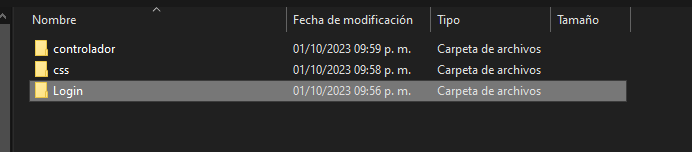 Nombre Fecha de modificación Tipo Tamaño
controlador 01/10/2023 09:59 p. m. Carpeta de archivos
css 01/10/2023 09:58 p. m. Carpeta de archivos
Login 01/10/2023 09:56 p. m. Carpeta de archivos